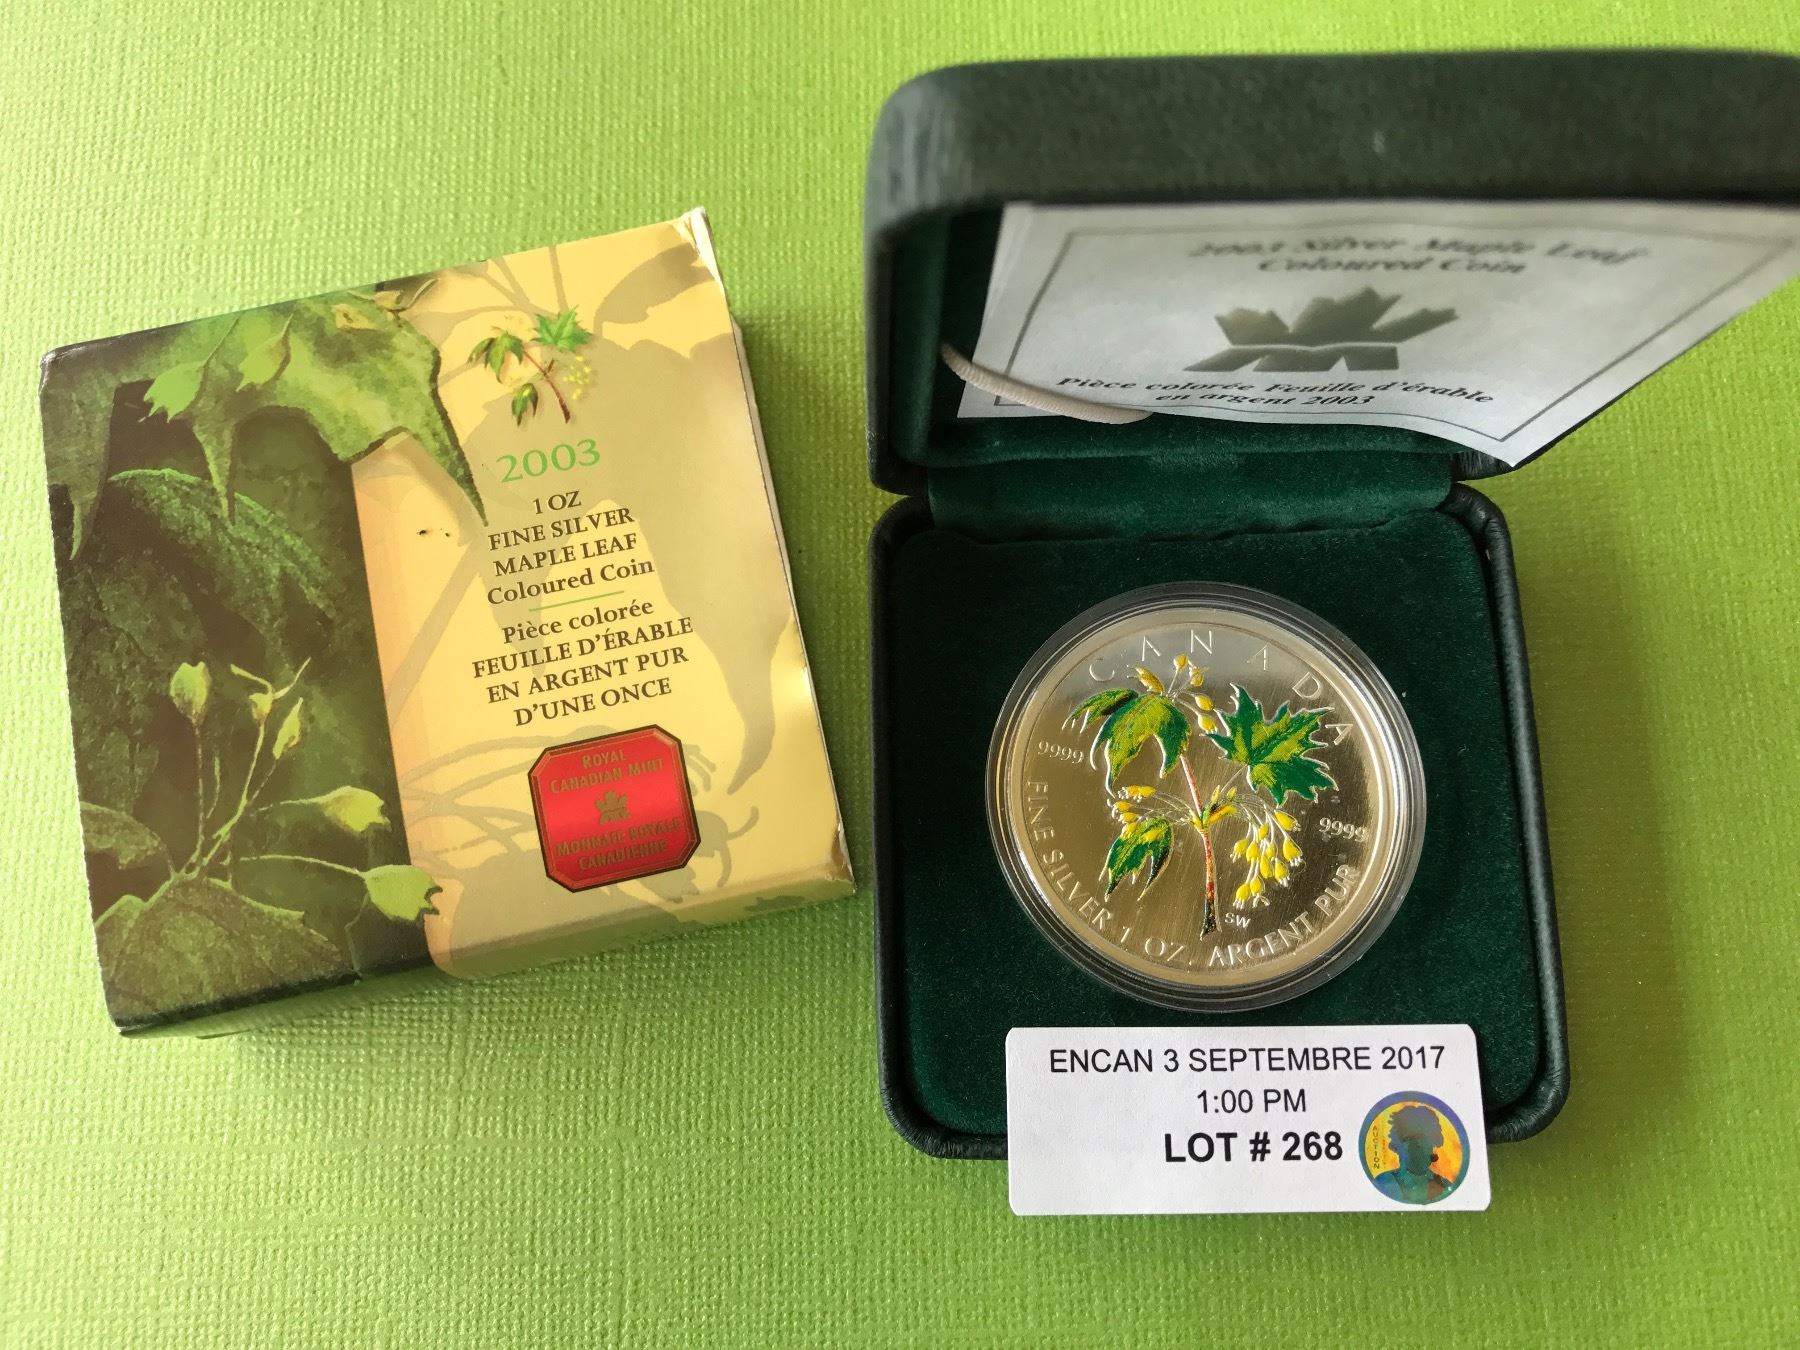 2003
1 OZ
FINE SILVER
MAPLE LEAF
Coloured Coin
Pièce colorée
FEUILLE D'ÉRABLE
EN ARGENT PUR
D'UNE ONCE
ROYAL
CANADIAN MINT
MONNAIE ROYALE
CANADIENNE
2003 Silver Maple Leaf
Coloured Coin
Pièce colorée Feuille d'érable
en argent 2003
CANADA
9999
9999
FINE SILVER 1 OZ. ARGENT PUR
SW
ENCAN 3 SEPTEMBRE 2017
1:00 PM
LOT # 268
AUCTION